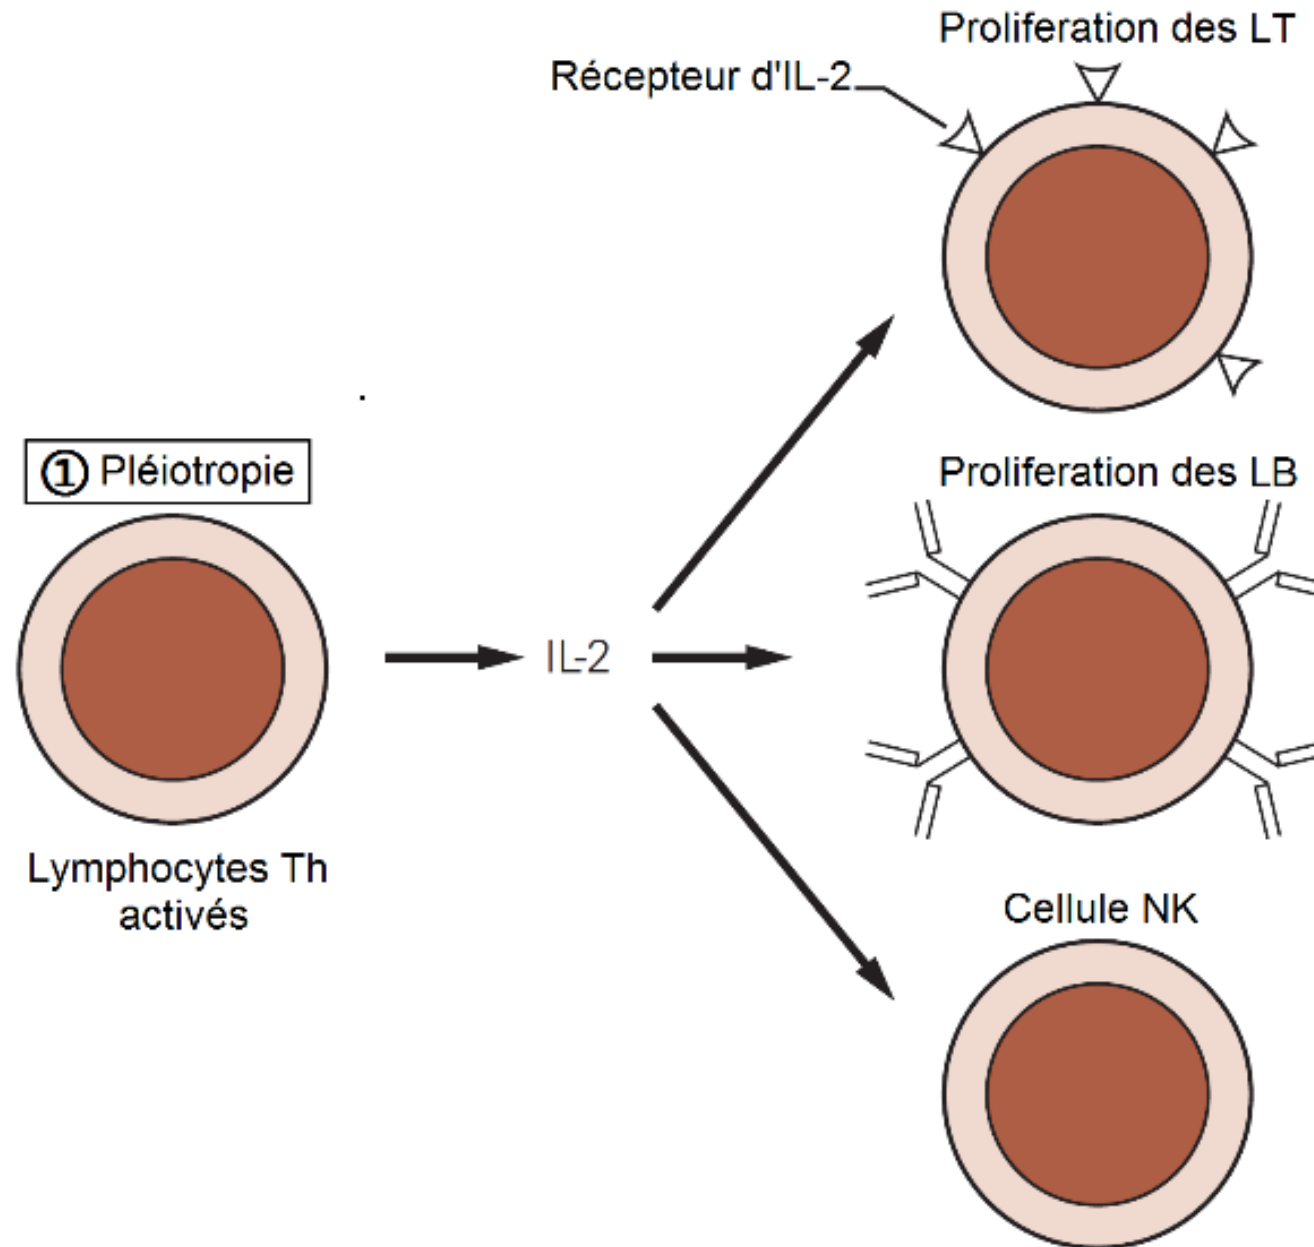 Proliferation des LT
Récepteur d'IL-2
① Pléiotropie
Proliferation des LB
IL-2
Lymphocytes Th
activés
Cellule NK